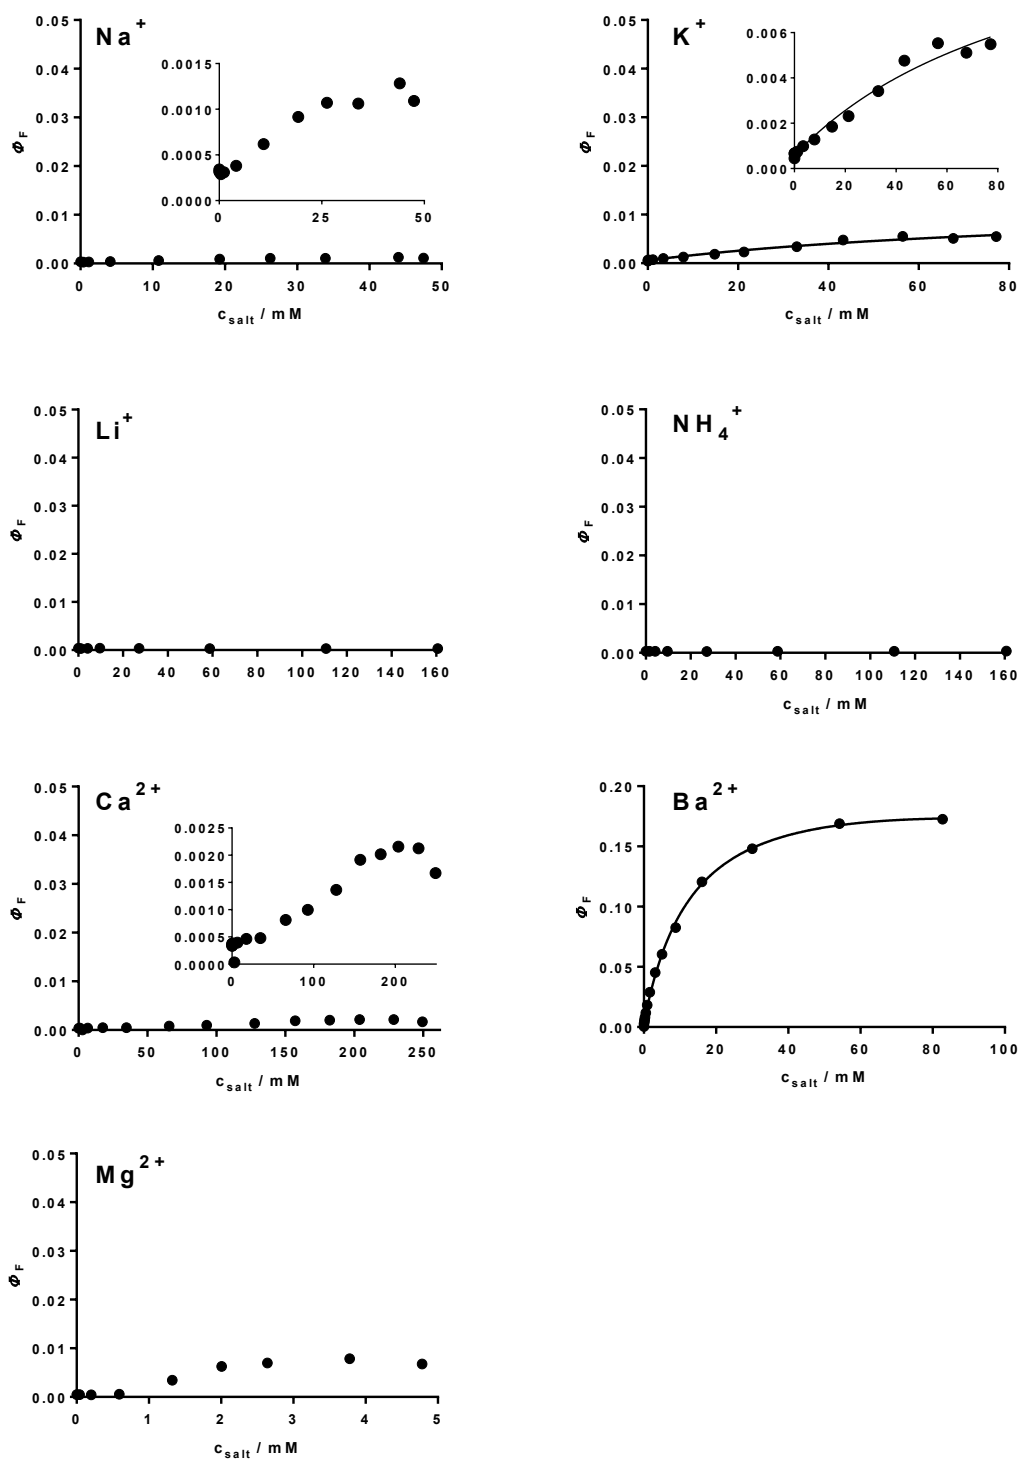 Na+
0.05
0.04
0.03
0.02
0.01
0.00
ΦF
0 10 20 30 40 50
csalt / mM
0.0015
0.0010
0.0005
0.0000
0 25 50
K+
0.05
0.04
0.03
0.02
0.01
0.00
ΦF
0 20 40 60 80
csalt / mM
0.006
0.004
0.002
0.000
0 20 40 60 80
Li+
0.05
0.04
0.03
0.02
0.01
0.00
ΦF
0 20 40 60 80 100 120 140 160
NH4+
0.05
0.04
0.03
0.02
0.01
0.00
ΦF
0 20 40 60 80 100 120 140 160
csalt / mM
Ca2+
0.05
0.04
0.03
0.02
0.01
0.00
ΦF
0 50 100 150 200 250
csalt / mM
0.0025
0.0020
0.0015
0.0010
0.0005
0.0000
0 100 200
Ba2+
0.20
0.15
0.10
0.05
0.00
ΦF
0 20 40 60 80 100
csalt / mM
Mg2+
0.05
0.04
0.03
0.02
0.01
0.00
ΦF
0 1 2 3 4 5
csalt / mM